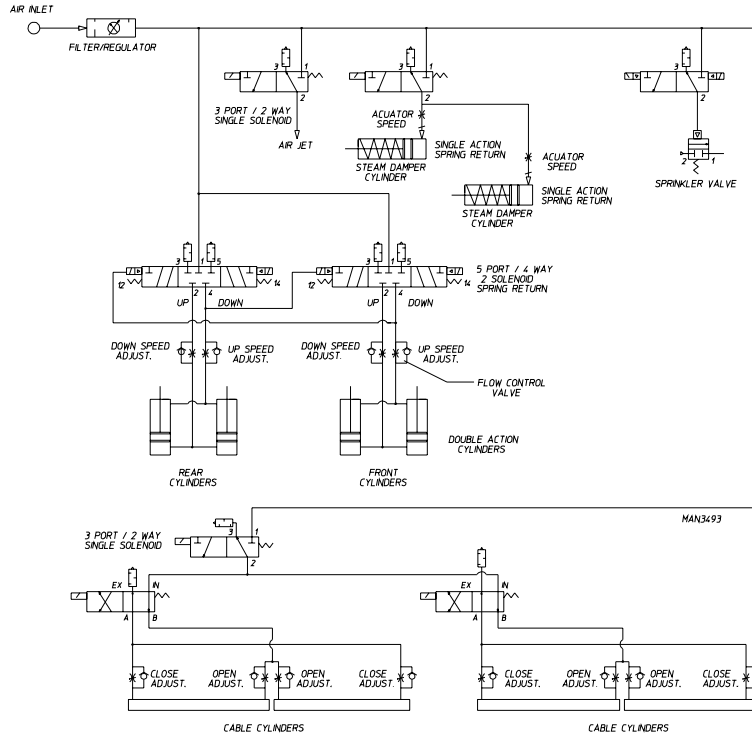 AIR INLET
FILTER/REGULATOR
3 1
2
3 PORT / 2 WAY
SINGLE SOLENOID
AIR JET
3 1
2
ACUATOR
SPEED
SINGLE ACTION
SPRING RETURN
STEAM DAMPER
CYLINDER
ACUATOR
SPEED
SINGLE ACTION
SPRING RETURN
STEAM DAMPER
CYLINDER
3 1
2
2 1
SPRINKLER VALVE
3 1 5
12 14
2 4
UP DOWN
3 1 5
12 14
2 4
UP DOWN
5 PORT / 4 WAY
2 SOLENOID
SPRING RETURN
DOWN SPEED
ADJUST.
UP SPEED
ADJUST.
DOWN SPEED
ADJUST.
UP SPEED
ADJUST.
FLOW CONTROL
VALVE
DOUBLE ACTION
CYLINDERS
REAR
CYLINDERS
FRONT
CYLINDERS
MAN3493
3 PORT / 2 WAY
SINGLE SOLENOID
3 1
2
EX IN
A B
EX IN
A B
CLOSE
ADJUST.
OPEN
ADJUST.
OPEN
ADJUST.
CLOSE
ADJUST.
CLOSE
ADJUST.
OPEN
ADJUST.
OPEN
ADJUST.
CLOSE
ADJUST.
CABLE CYLINDERS
CABLE CYLINDERS